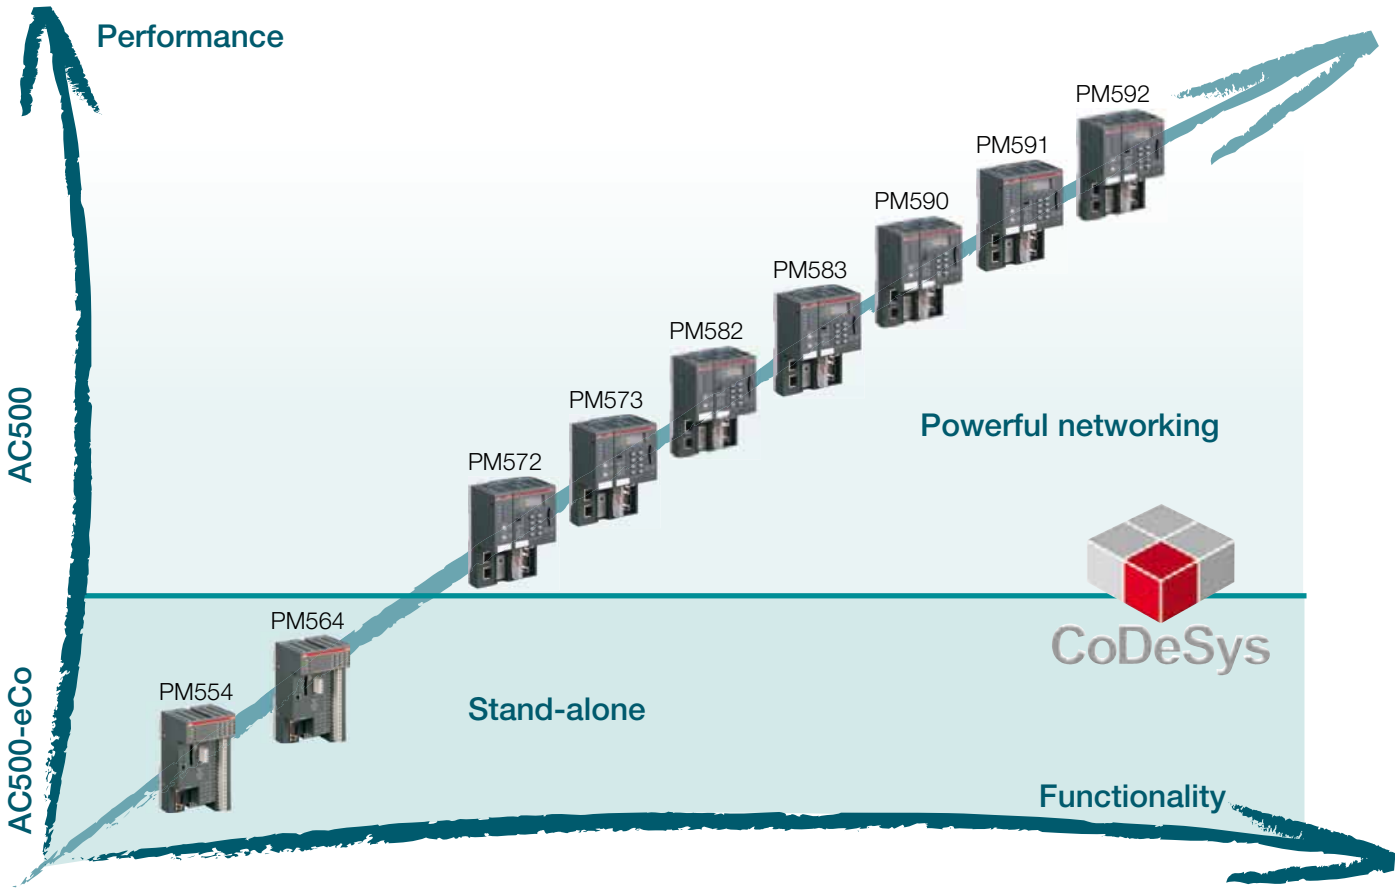 Performance
PM592
PM591
PM590
PM583
PM582
PM573
PM572
AC500
Powerful networking
CoDeSys
PM564
PM554
AC500-eCo
Stand-alone
Functionality